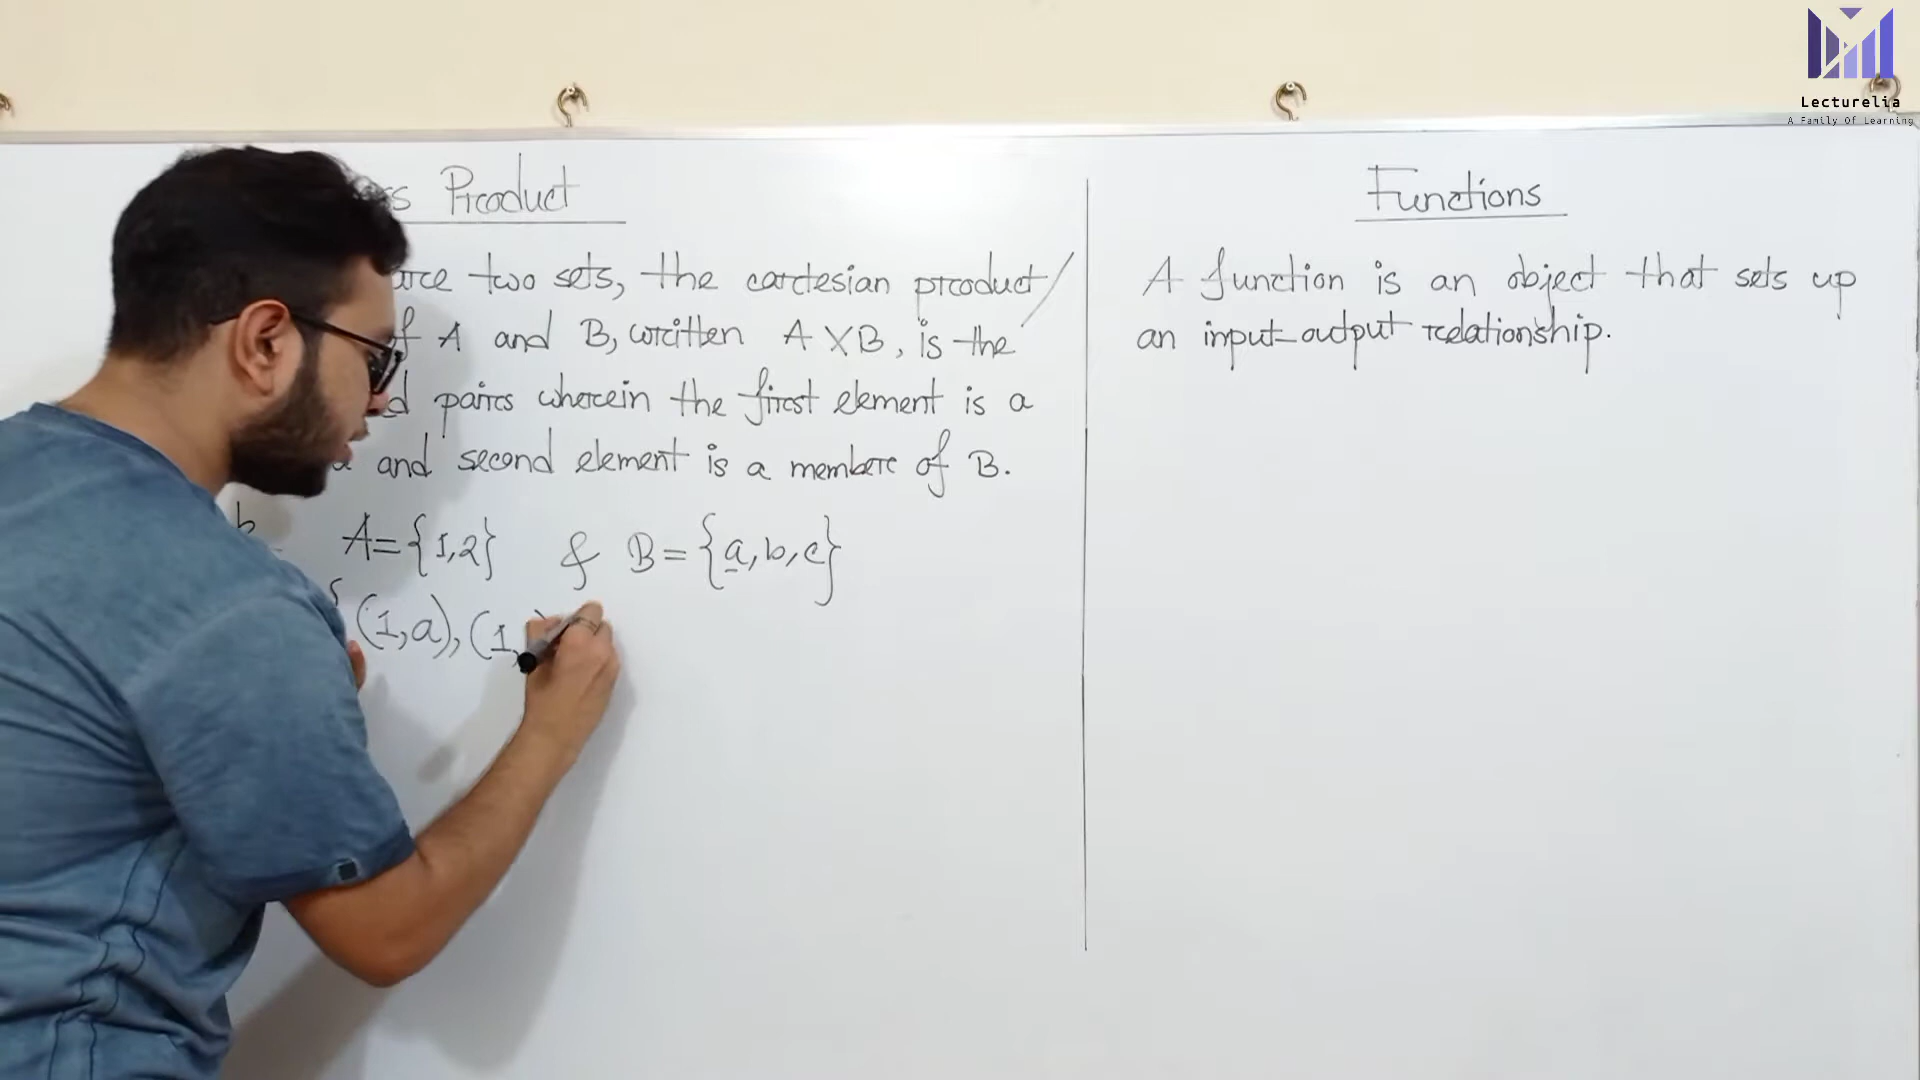 Product
two sets, the cartesian product/
of A and B, written A X B, is the
pairs wherein the first element is a
and second element is a member of B.
b
A={1,2} & B={a,b,c}
{(1,a),(1,
Functions
A function is an object that sets up
an input-output relationship.
Lecturelia
A Family Of Learning